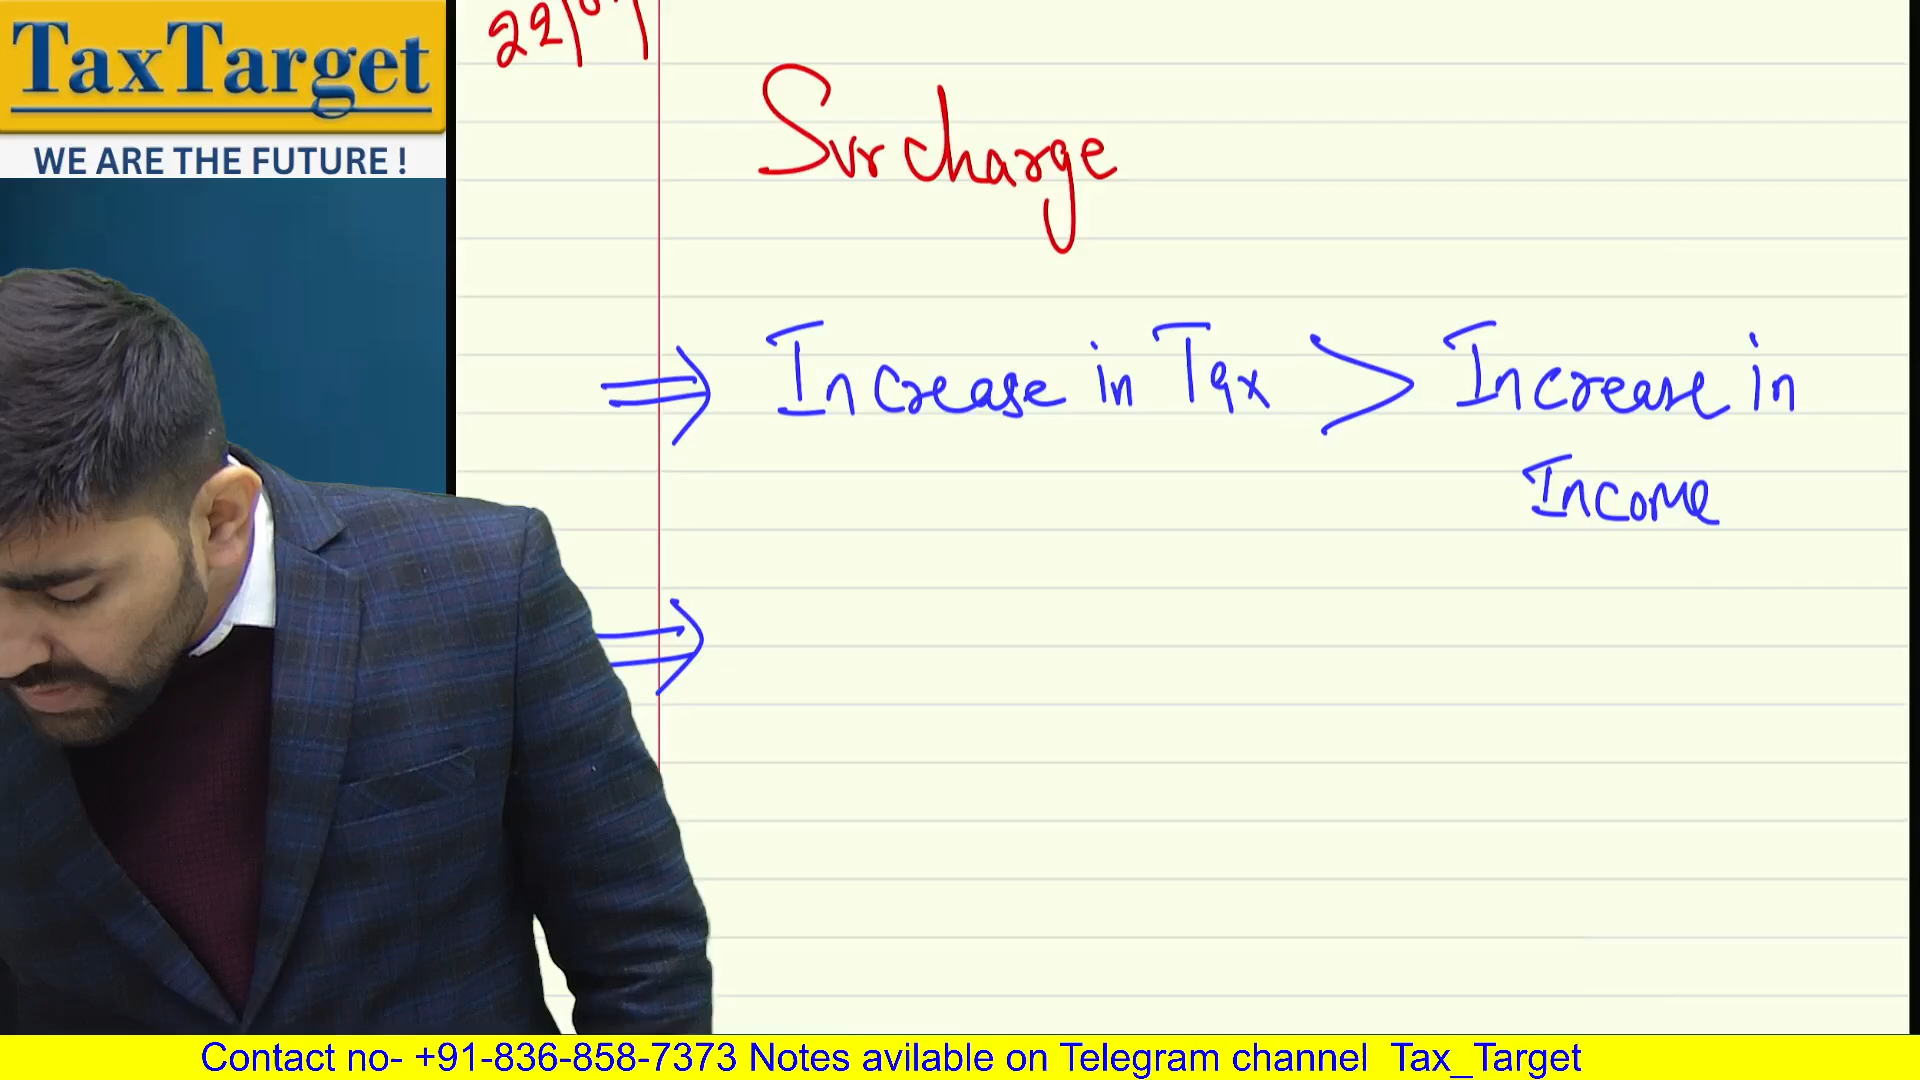 TaxTarget
WE ARE THE FUTURE !
Surcharge
⇒ Increase in Tax > Increase in
Income
⇒
Contact no- +91-836-858-7373 Notes avilable on Telegram channel Tax_Target